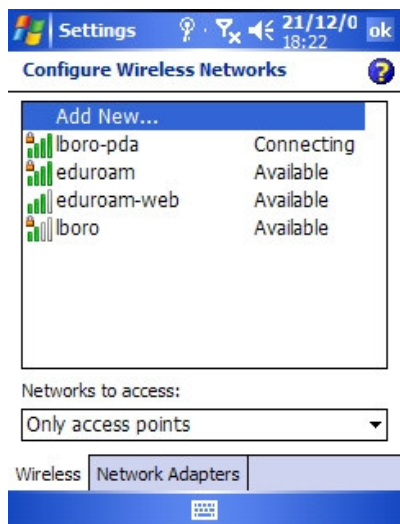 Settings 21/12/0 ok
18:22
Configure Wireless Networks
Add New...
lboro-pda Connecting
eduroam Available
eduroam-web Available
lboro Available
Networks to access:
Only access points
Wireless Network Adapters